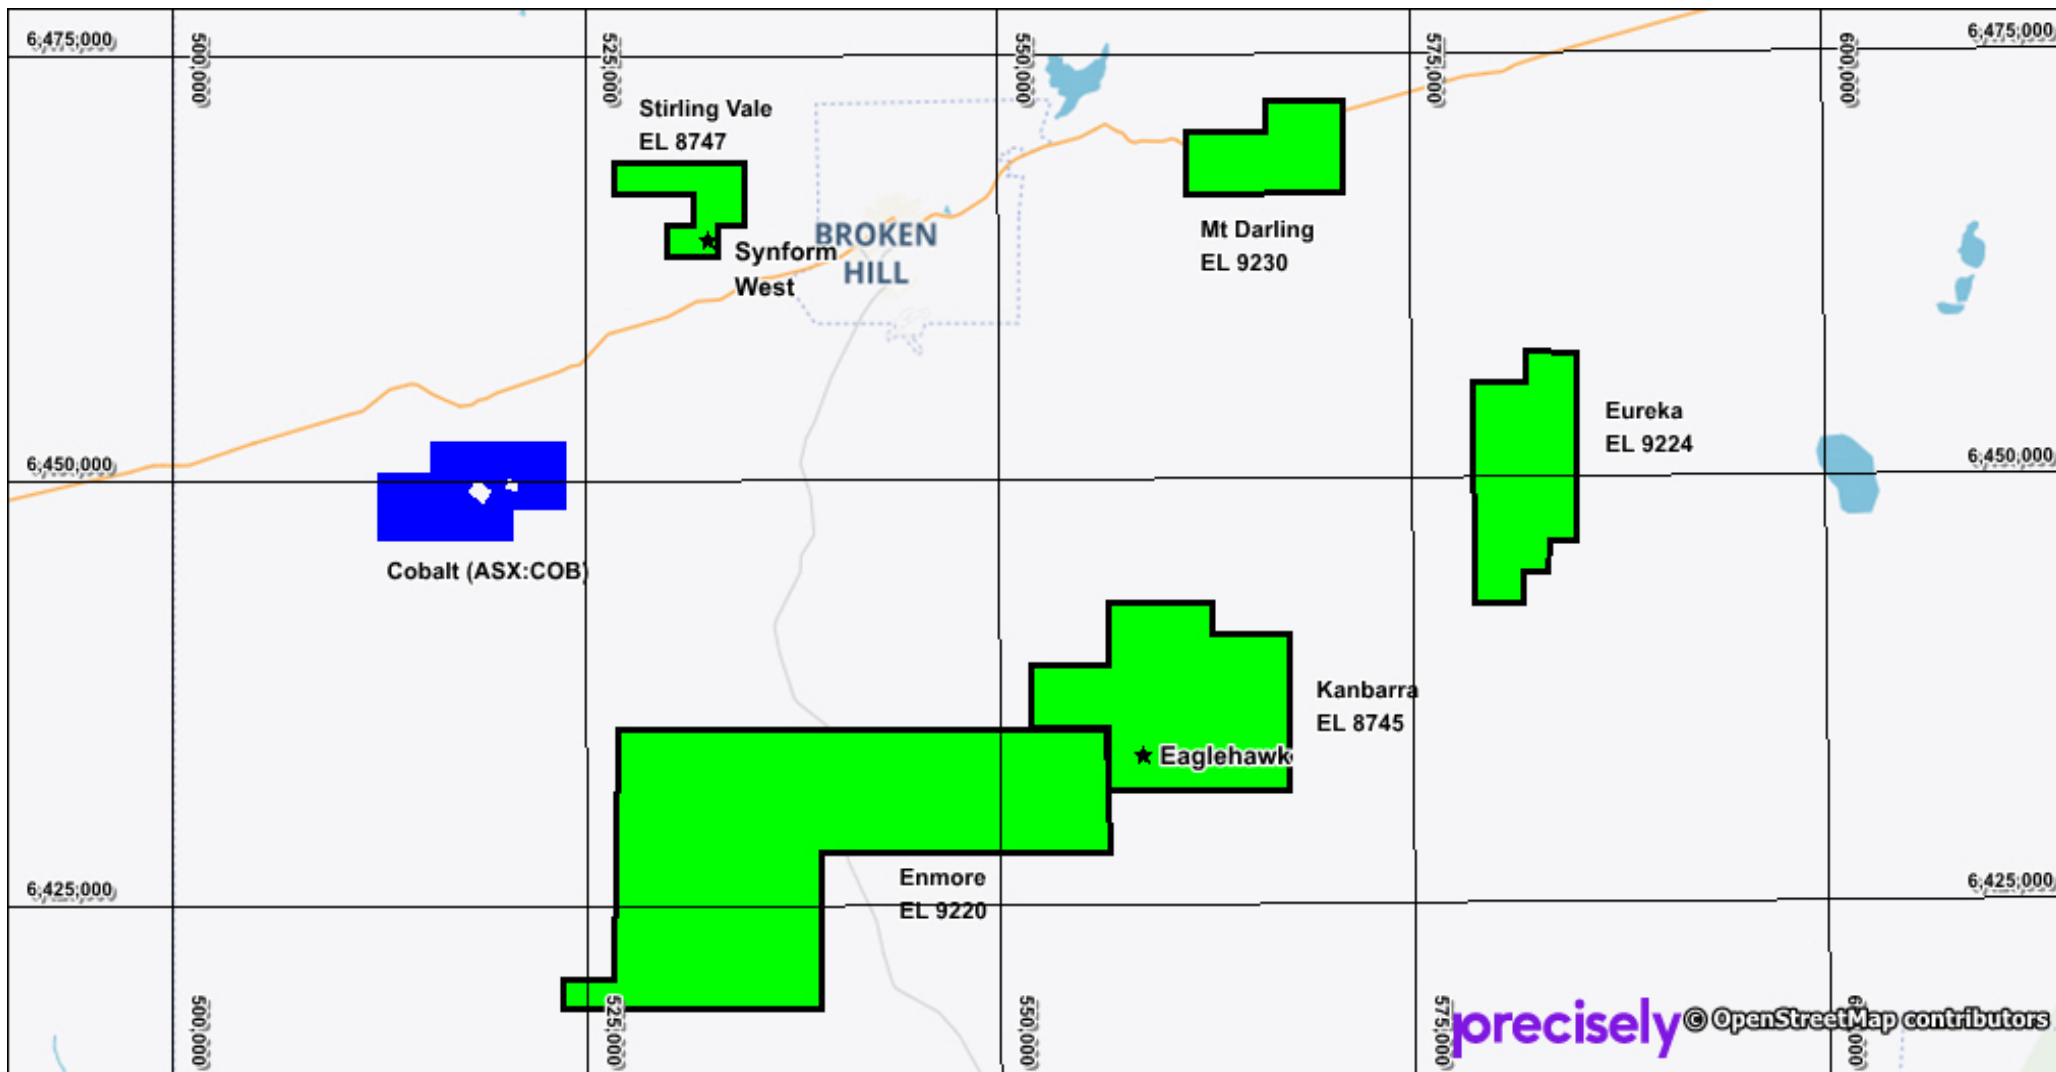 6,475,000
500,000
525,000
550,000
575,000
600,000
6,475,000
Stirling Vale
EL 8747
Synform
West
BROKEN
HILL
Mt Darling
EL 9230
Eureka
EL 9224
6,450,000
6,450,000
Cobalt (ASX:COB)
Kanbarra
EL 8745
Eaglehawk
Enmore
EL 9220
6,425,000
6,425,000
500,000
525,000
550,000
575,000
precisely
© OpenStreetMap contributors